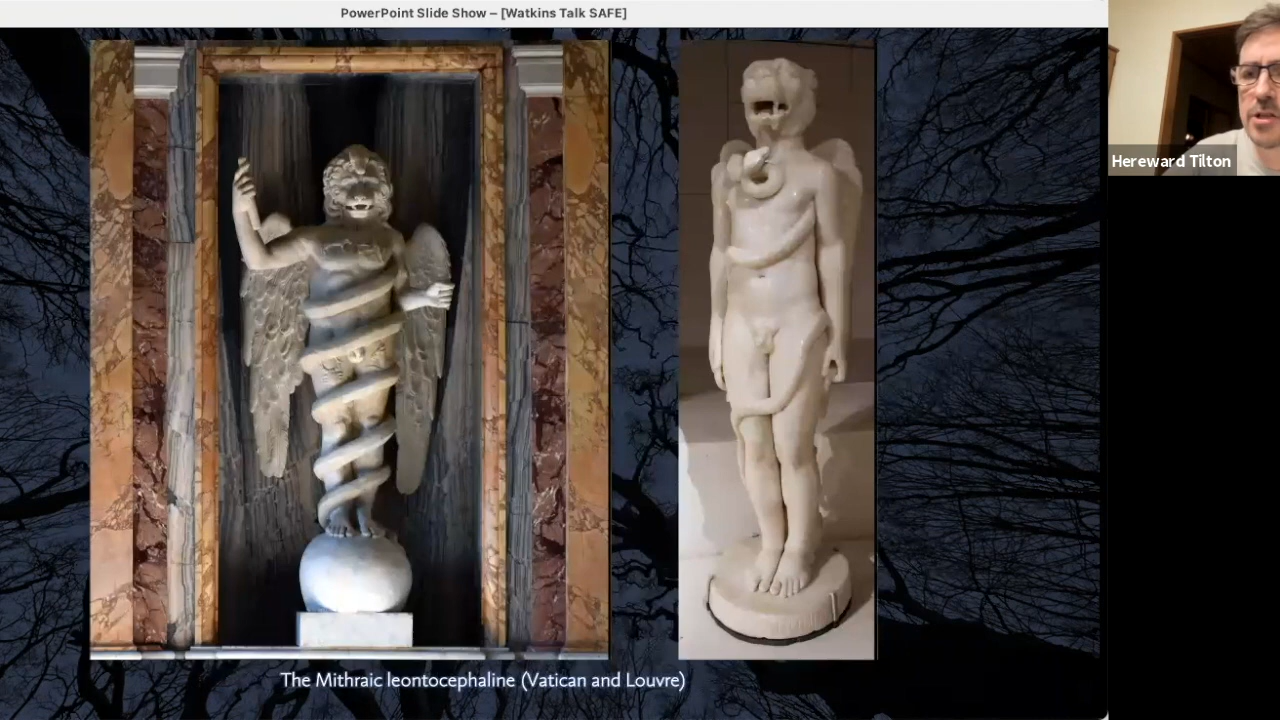 PowerPoint Slide Show – [Watkins Talk SAFE]
Hereward Tilton
The Mithraic leontocephaline (Vatican and Louvre)